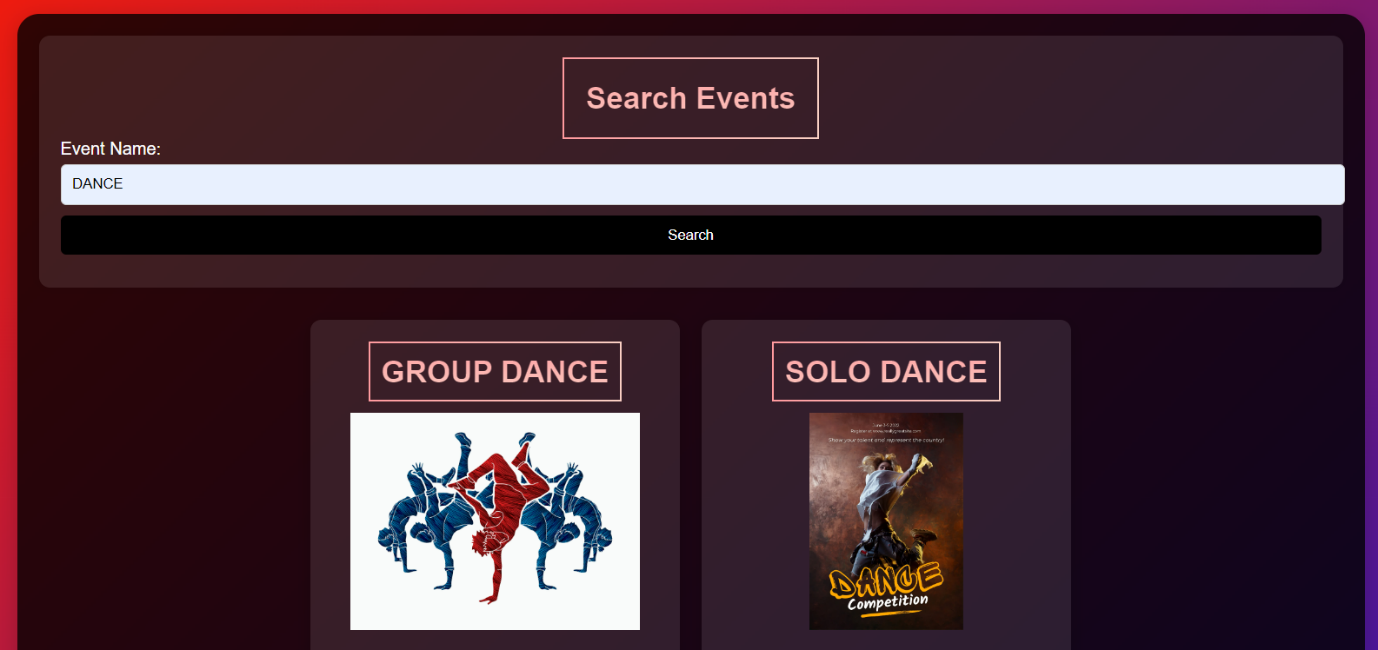 Search Events
Event Name:
DANCE
Search
GROUP DANCE
SOLO DANCE
Show your talent and represent the country!
DANCE
Competition